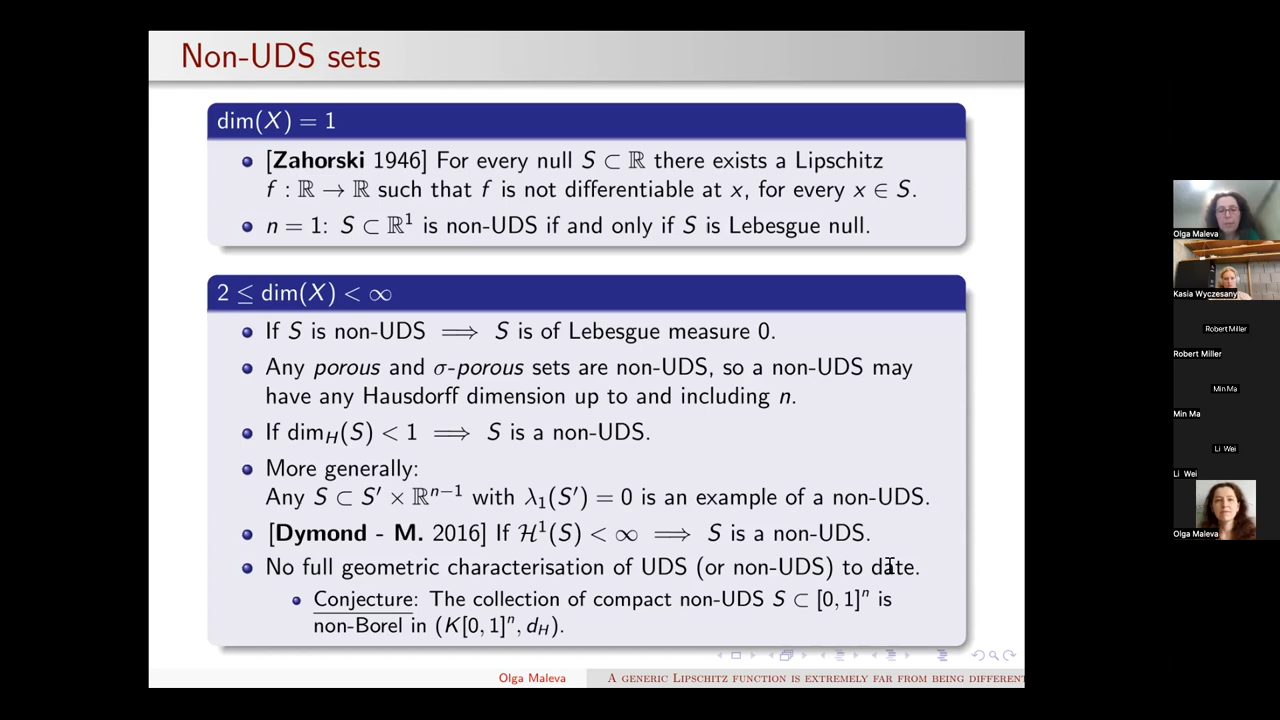 Non-UDS sets
dim(X) = 1
[Zahorski 1946] For every null S ⊂ ℝ there exists a Lipschitz
f : ℝ → ℝ such that f is not differentiable at x, for every x ∈ S.
n = 1: S ⊂ ℝ¹ is non-UDS if and only if S is Lebesgue null.
2 ≤ dim(X) < ∞
If S is non-UDS ⟹ S is of Lebesgue measure 0.
Any porous and σ-porous sets are non-UDS, so a non-UDS may
have any Hausdorff dimension up to and including n.
If dim_H(S) < 1 ⟹ S is a non-UDS.
More generally:
Any S ⊂ S′ × ℝⁿ⁻¹ with λ₁(S′) = 0 is an example of a non-UDS.
[Dymond - M. 2016] If ℋ¹(S) < ∞ ⟹ S is a non-UDS.
No full geometric characterisation of UDS (or non-UDS) to date.
Conjecture: The collection of compact non-UDS S ⊂ [0, 1]ⁿ is
non-Borel in (K[0, 1]ⁿ, d_H).
Olga Maleva
A GENERIC LIPSCHITZ FUNCTION IS EXTREMELY FAR FROM BEING DIFFEREN
Olga Maleva
Kasia Wyczesany
Robert Miller
Robert Miller
Min Ma
Min Ma
Li Wei
Li Wei
Olga Maleva